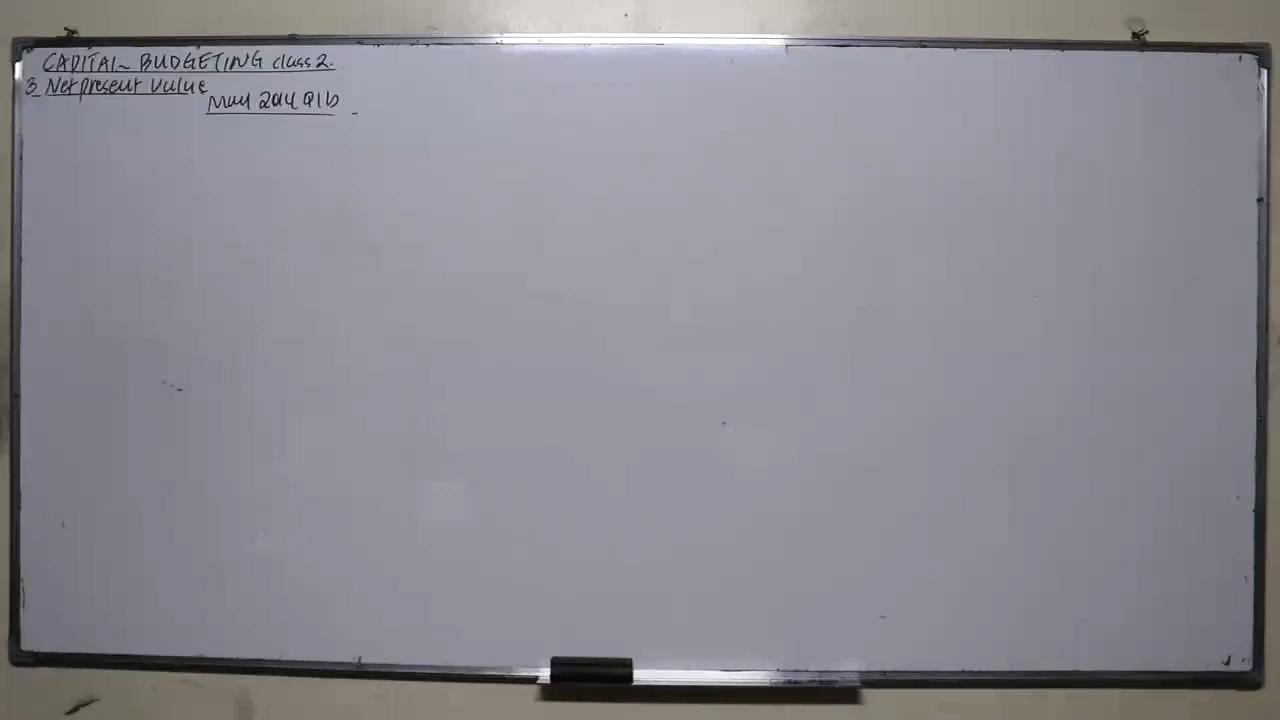 CAPITAL BUDGETING class 2.
3 Net present value
May 2014 Q1b